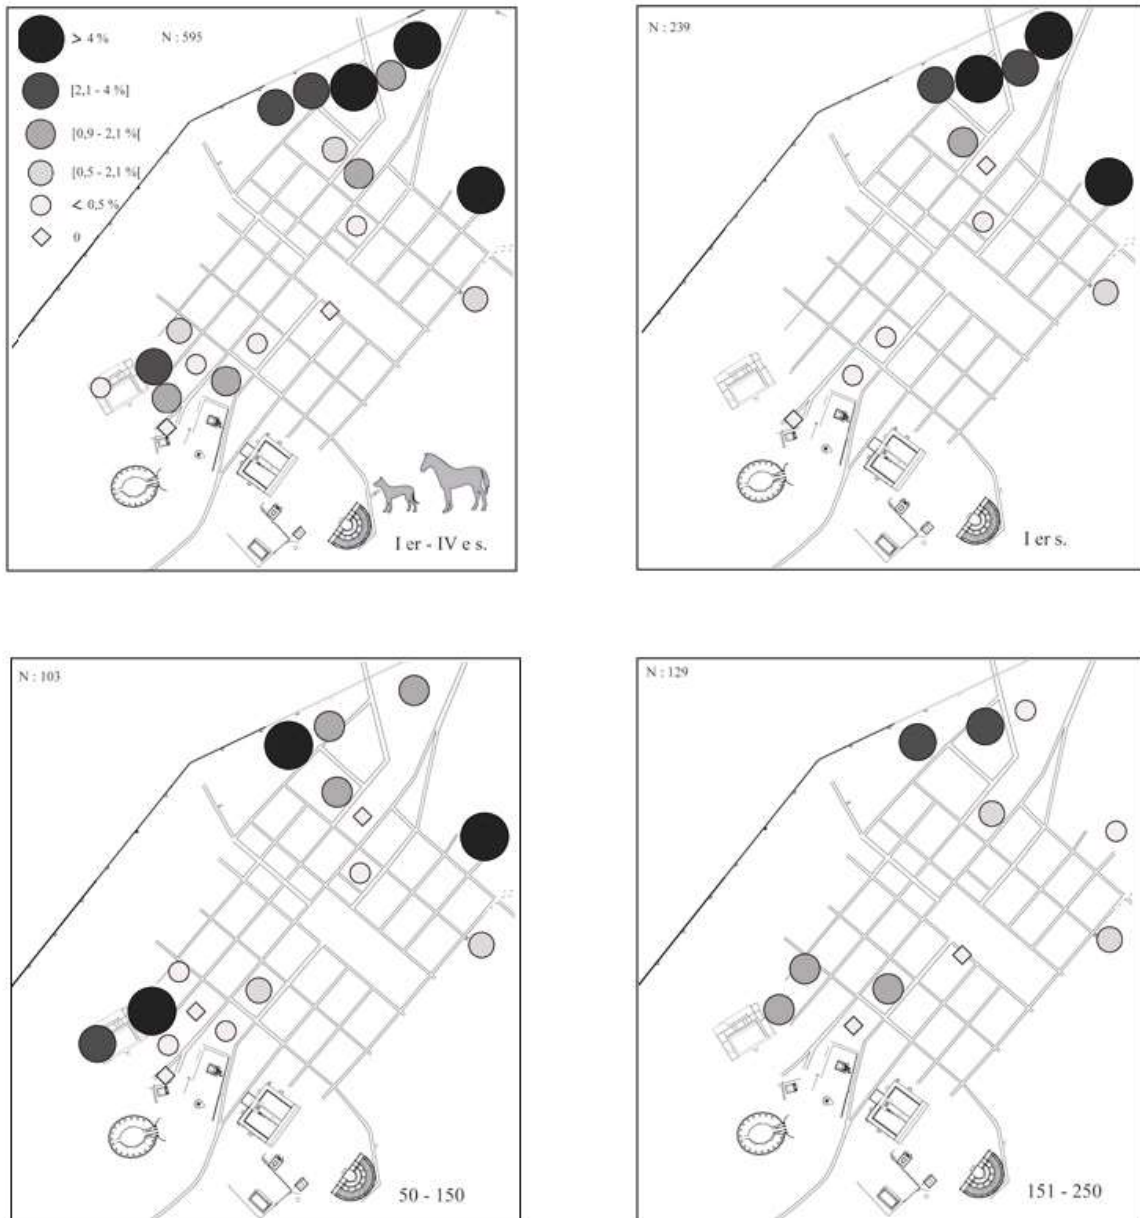 > 4 %
N : 595
[2,1 - 4 %]
[0,9 - 2,1 %[
[0,5 - 2,1 %[
< 0,5 %
0
I er - IV e s.
N : 239
I er s.
N : 103
50 - 150
N : 129
151 - 250